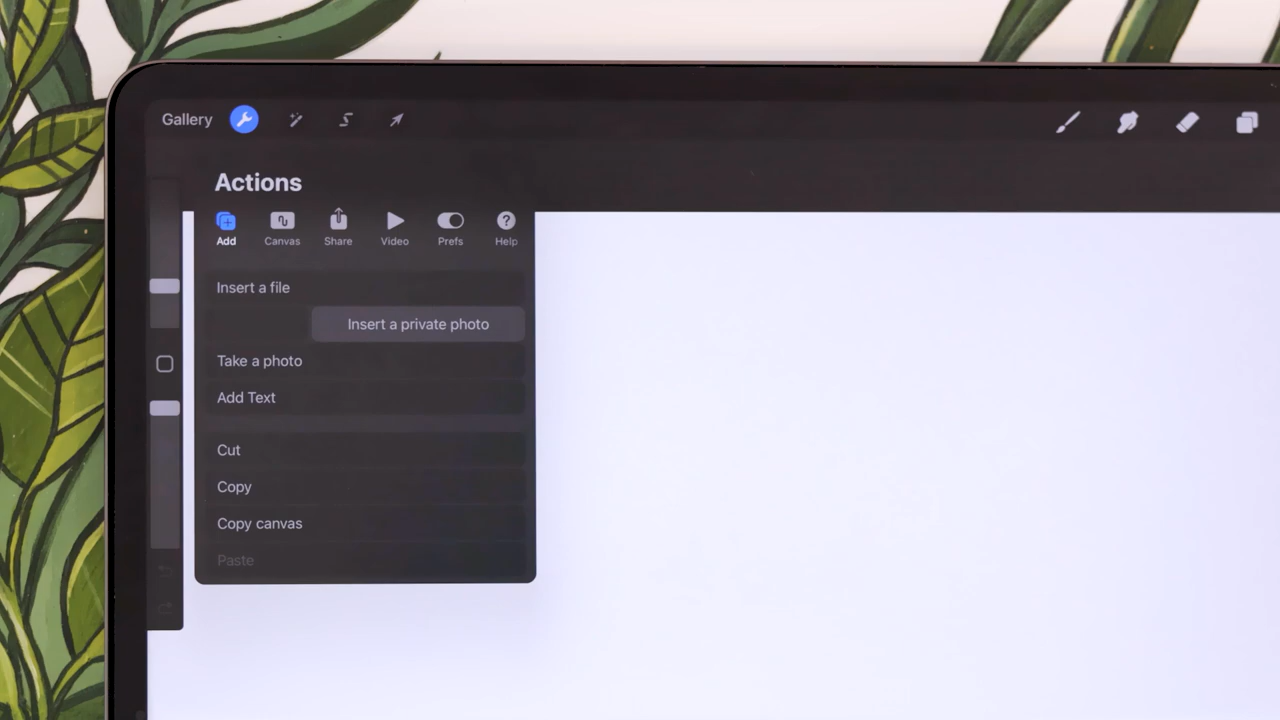 Gallery
Actions
Add Canvas Share Video Prefs Help
Insert a file
Insert a private photo
Take a photo
Add Text
Cut
Copy
Copy canvas
Paste